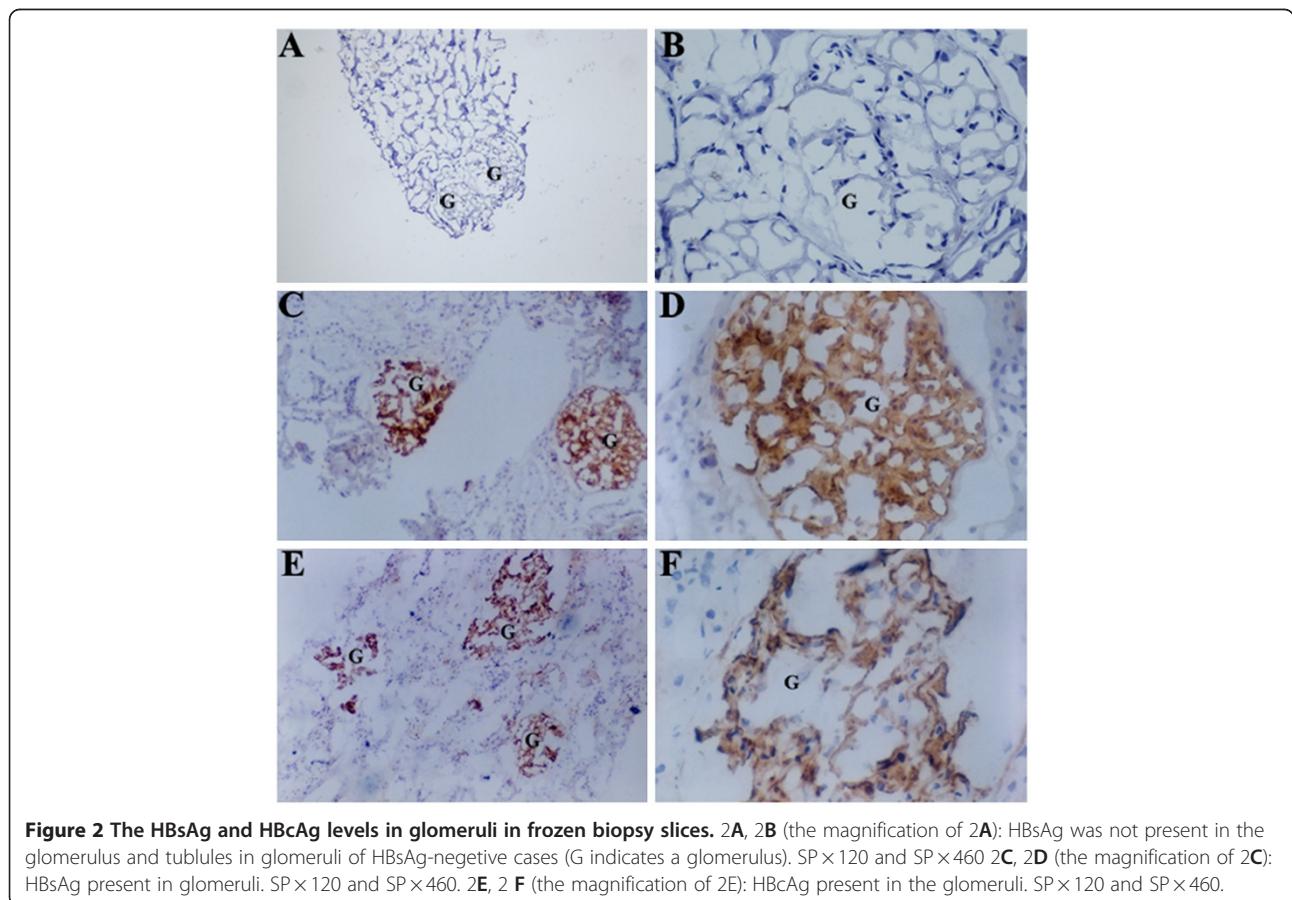 A
B
G
G
G
C
D
G
G
G
E
F
G
G
G
G
Figure 2 The HBsAg and HBcAg levels in glomeruli in frozen biopsy slices. 2A, 2B (the magnification of 2A): HBsAg was not present in the
glomerulus and tublules in glomeruli of HBsAg-negetive cases (G indicates a glomerulus). SP × 120 and SP × 460 2C, 2D (the magnification of 2C):
HBsAg present in glomeruli. SP × 120 and SP × 460. 2E, 2 F (the magnification of 2E): HBcAg present in the glomeruli. SP × 120 and SP × 460.